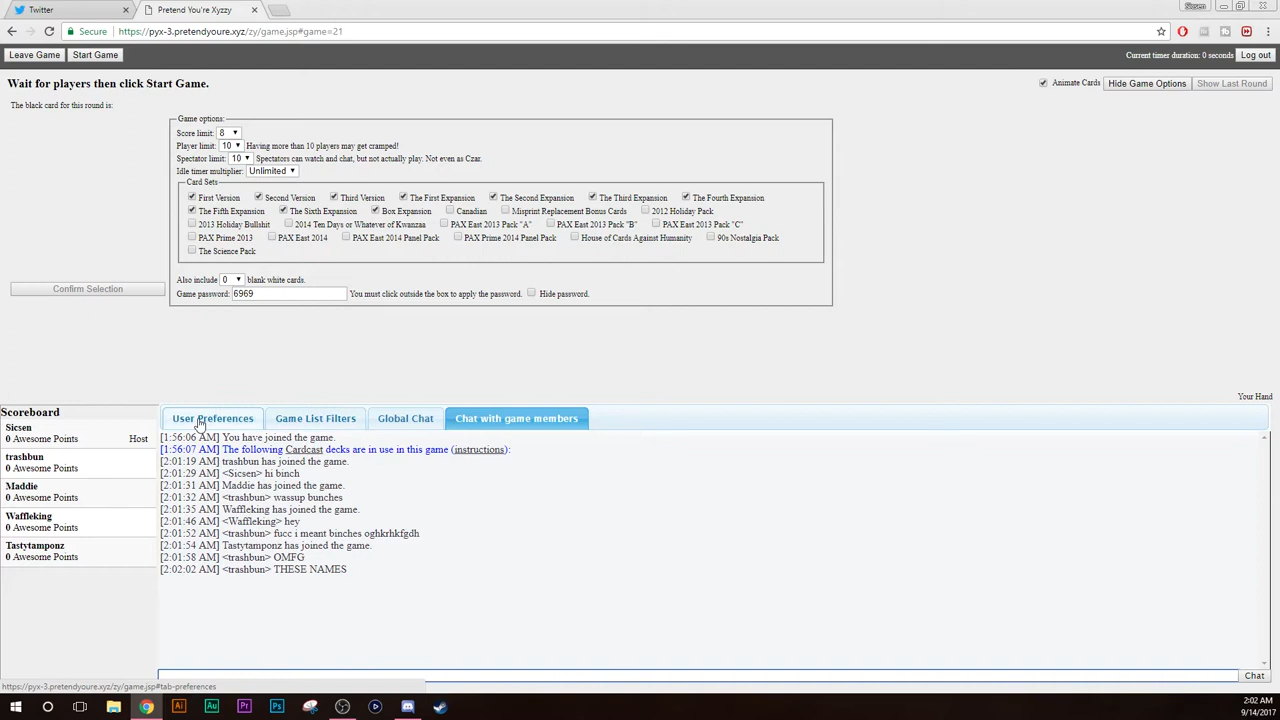 Twitter
Pretend You're Xyzzy
Sicsen
Secure https://pyx-3.pretendyoure.xyz/zy/game.jsp#game=21
Leave Game Start Game Current timer duration: 0 seconds Log out
Wait for players then click Start Game. Animate Cards Hide Game Options Show Last Round
The black card for this round is:
Game options:
Score limit: 8
Player limit: 10 Having more than 10 players may get cramped!
Spectator limit: 10 Spectators can watch and chat, but not actually play. Not even as Czar.
Idle timer multiplier: Unlimited
Card Sets
First Version Second Version Third Version The First Expansion The Second Expansion The Third Expansion The Fourth Expansion
The Fifth Expansion The Sixth Expansion Box Expansion Canadian Misprint Replacement Bonus Cards 2012 Holiday Pack
2013 Holiday Bullshit 2014 Ten Days or Whatever of Kwanzaa PAX East 2013 Pack "A" PAX East 2013 Pack "B" PAX East 2013 Pack "C"
PAX Prime 2013 PAX East 2014 PAX East 2014 Panel Pack PAX Prime 2014 Panel Pack House of Cards Against Humanity 90s Nostalgia Pack
The Science Pack
Also include 0 blank white cards.
Confirm Selection
Game password: 6969 You must click outside the box to apply the password. Hide password.
Your Hand
Scoreboard
Sicsen
0 Awesome Points Host
trashbun
0 Awesome Points
Maddie
0 Awesome Points
Waffleking
0 Awesome Points
Tastytamponz
0 Awesome Points
User Preferences Game List Filters Global Chat Chat with game members
[1:56:06 AM] You have joined the game.
[1:56:07 AM] The following Cardcast decks are in use in this game (instructions):
[2:01:19 AM] trashbun has joined the game.
[2:01:29 AM] <Sicsen> hi binch
[2:01:31 AM] Maddie has joined the game.
[2:01:32 AM] <trashbun> wassup bunches
[2:01:35 AM] Waffleking has joined the game.
[2:01:46 AM] <Waffleking> hey
[2:01:52 AM] <trashbun> fucc i meant binches oghkrhkfgdh
[2:01:54 AM] Tastytamponz has joined the game.
[2:01:58 AM] <trashbun> OMFG
[2:02:02 AM] <trashbun> THESE NAMES
Chat
https://pyx-3.pretendyoure.xyz/zy/game.jsp#tab-preferences
Ai Au Pr Ps
2:02 AM
9/14/2017